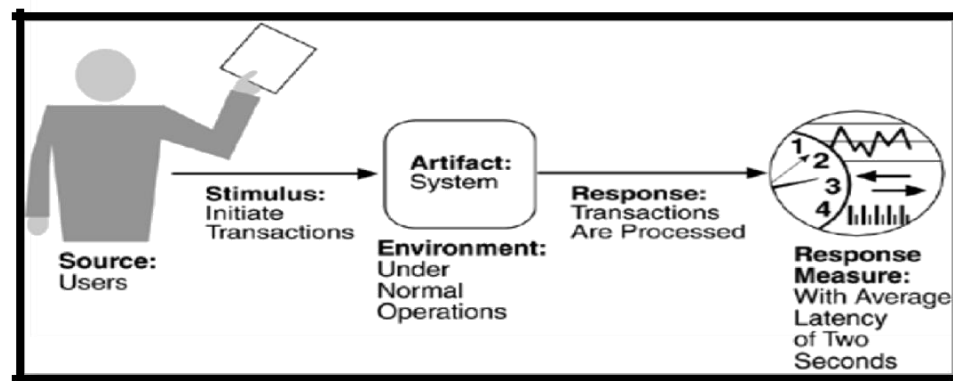 Source:
Users
Stimulus:
Initiate
Transactions
Artifact:
System
Environment:
Under
Normal
Operations
Response:
Transactions
Are Processed
1
2
3
4
Response
Measure:
With Average
Latency
of Two
Seconds